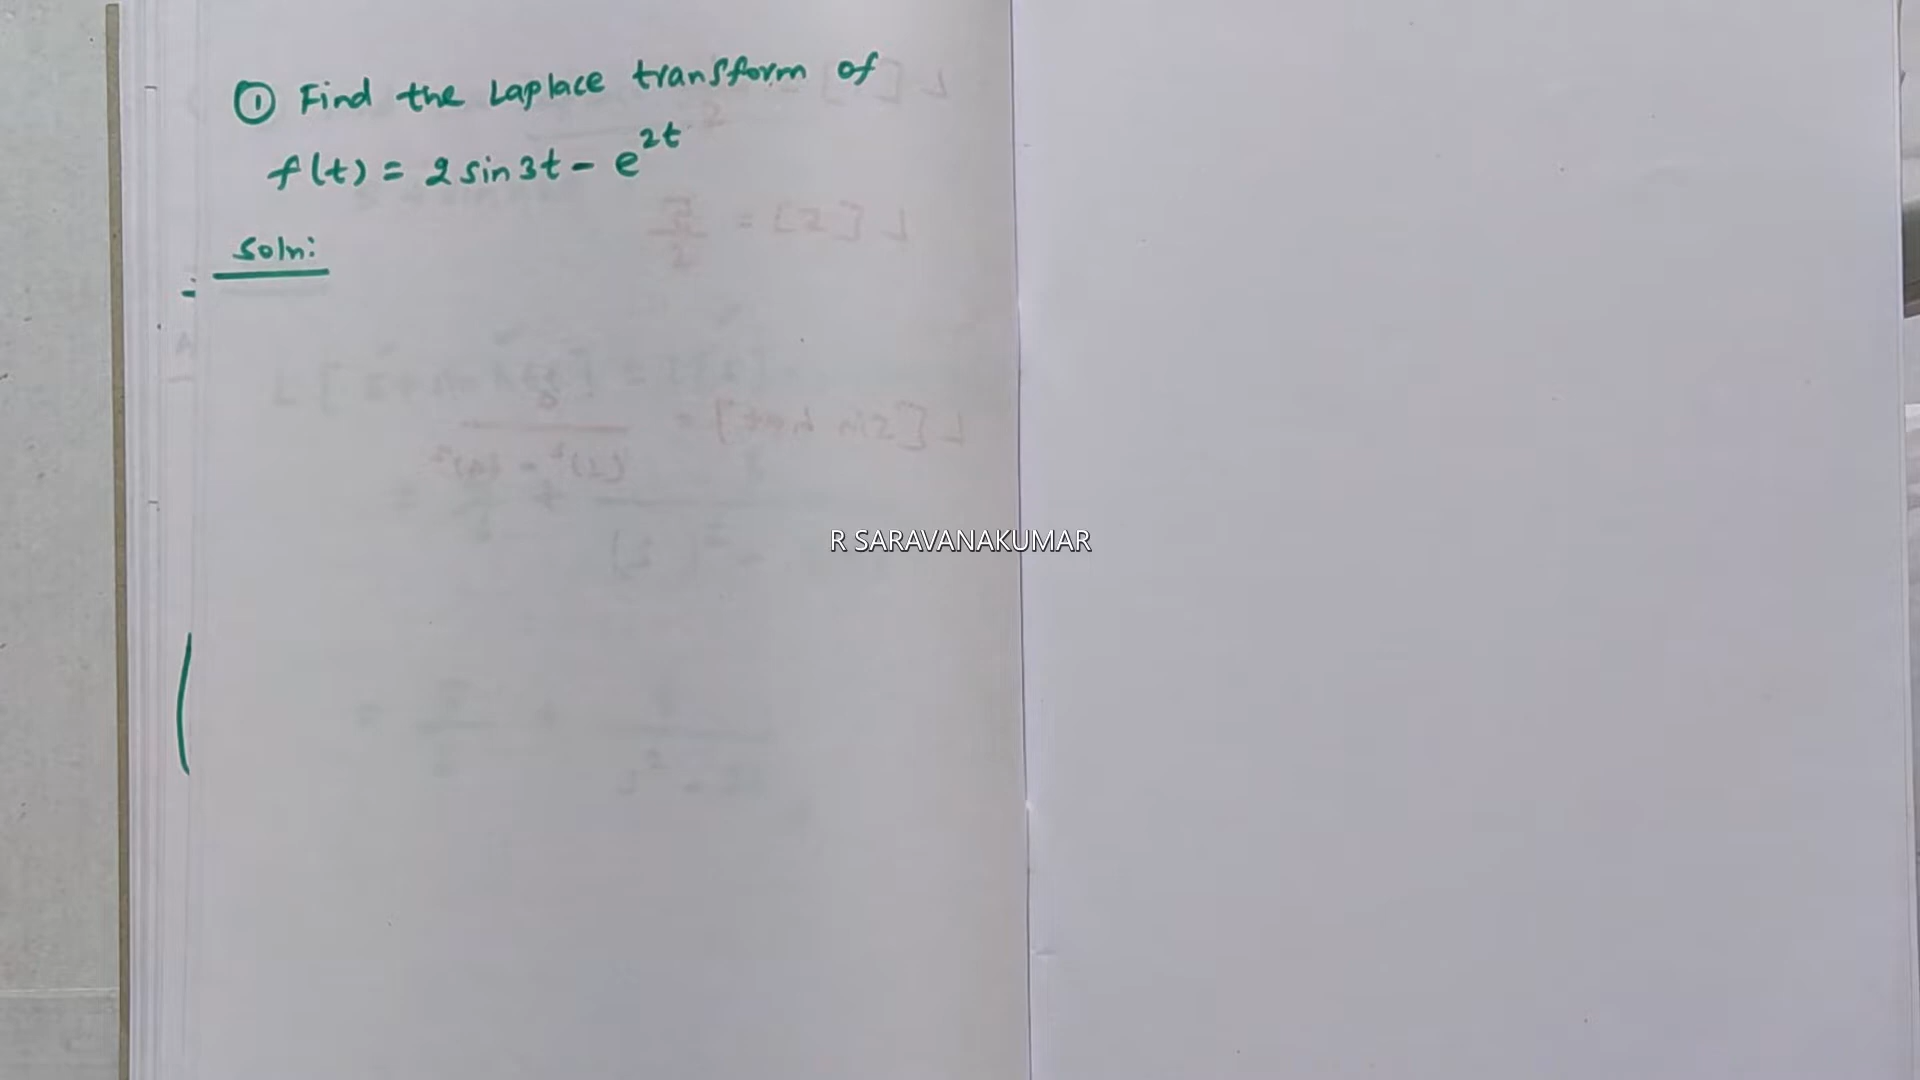 ① Find the Laplace transform of
f(t) = 2 sin 3t - e^{2t}
Soln:
R SARAVANAKUMAR